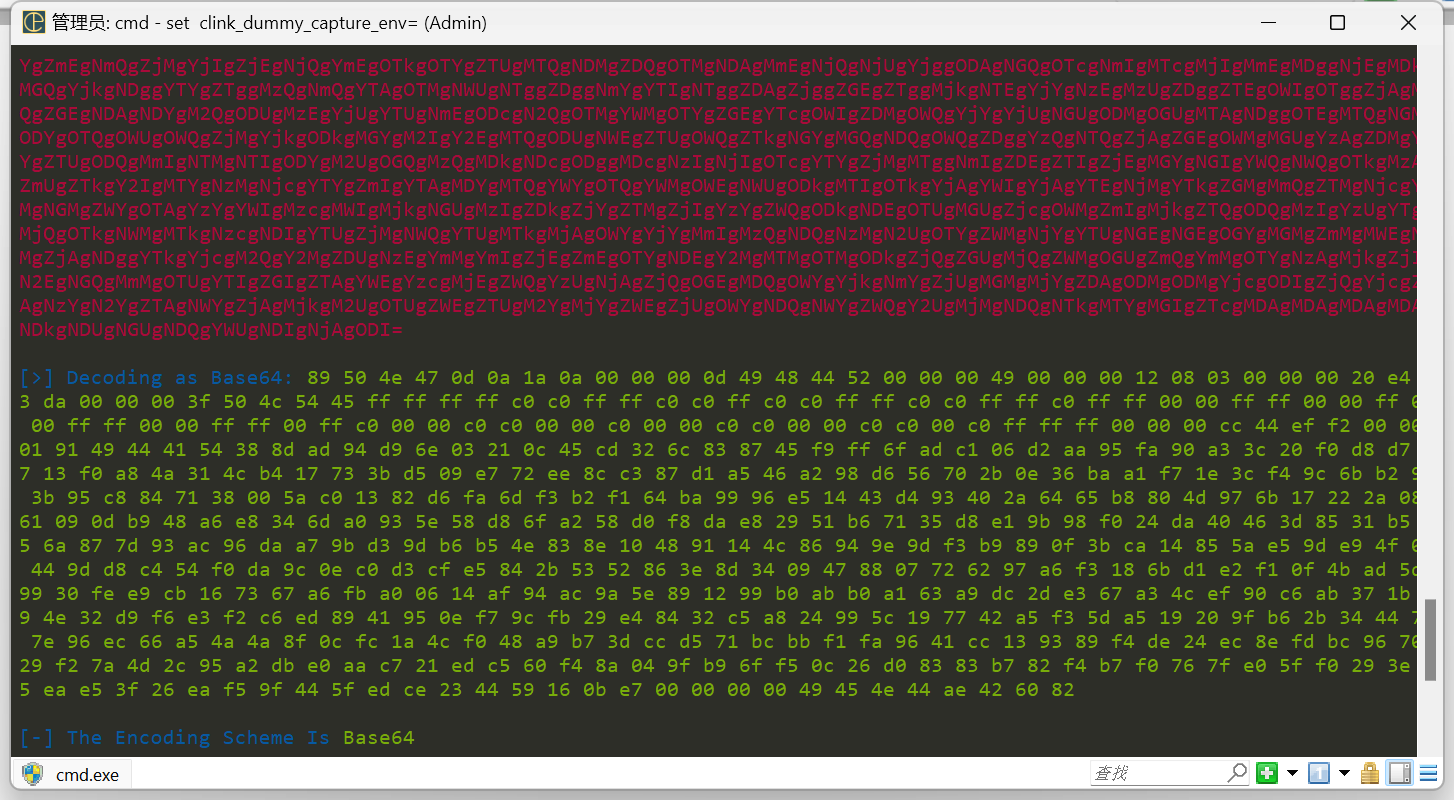 管理员: cmd - set  clink_dummy_capture_env= (Admin)
YgZmEgNmQgZjMgYjIgZjEgNjQgYmEgOTkgOTYgZTUgMTQgNDMgZDQgOTMgNDAgMmEgNjQgNjUgYjggODAgNGQgOTcgNmIgMTcgMjIgMmEgMDggNjEgMD
MGQgYjkgNDggYTYgZTggMzQgNmQgYTAgOTMgNWUgNTggZDggNmYgYTIgNTggZDAgZjggZGEgZTggMjkgNTEgYjYgNzEgMzUgZDggZTEgOWIgOTggZjAg
QgZGEgNDAgNDYgM2QgODUgMzEgYjUgYTUgNmEgODcgN2QgOTMgYWMgOTYgZGEgYTcgOWIgZDMgOWQgYjYgYjUgNGUgODMgOGUgMTAgNDggOTEgMTQgNG
ODYgOTQgOWUgOWQgZjMgYjkgODkgMGYgM2IgY2EgMTQgODUgNWEgZTUgOWQgZTkgNGYgMGQgNDQgOWQgZDggYzQgNTQgZjAgZGEgOWMgMGUgYzAgZDMg
YgZTUgODQgMmIgNTMgNTIgODYgM2UgOGQgMzQgMDkgNDcgODggMDcgNzIgNjIgOTcgYTYgZjMgMTggNmIgZDEgZTIgZjEgMGYgNGIgYWQgNWQgOTkgMz
ZmUgZTkgY2IgMTYgNzMgNjcgYTYgZmIgYTAgMDYgMTQgYWYgOTQgYWMgOWEgNWUgODkgMTIgOTkgYjAgYWIgYjAgYTEgNjMgYTkgZGMgMmQgZTMgNjcg
MgNGMgZWYgOTAgYzYgYWIgMzcgMWIgMjkgNGUgMzIgZDkgZjYgZTMgZjIgYzYgZWQgODkgNDEgOTUgMGUgZjcgOWMgZmIgMjkgZTQgODQgMzIgYzUgYT
MjQgOTkgNWMgMTkgNzcgNDIgYTUgZjMgNWQgYTUgMTkgMjAgOWYgYjYgMmIgMzQgNDQgNzMgN2UgOTYgZWMgNjYgYTUgNGEgNGEgOGYgMGMgZmMgMWEg
MgZjAgNDggYTkgYjcgM2QgY2MgZDUgNzEgYmMgYmIgZjEgZmEgOTYgNDEgY2MgMTMgOTMgODkgZjQgZGUgMjQgZWMgOGUgZmQgYmMgOTYgNzAgMjkgZj
N2EgNGQgMmMgOTUgYTIgZGIgZTAgYWEgYzcgMjEgZWQgYzUgNjAgZjQgOGEgMDQgOWYgYjkgNmYgZjUgMGMgMjYgZDAgODMgODMgYjcgODIgZjQgYjcg
AgNzYgN2YgZTAgNWYgZjAgMjkgM2UgOTUgZWEgZTUgM2YgMjYgZWEgZjUgOWYgNDQgNWYgZWQgY2UgMjMgNDQgNTkgMTYgMGIgZTcgMDAgMDAgMDAgMD
NDkgNDUgNGUgNDQgYWUgNDIgNjAgODI=
[>] Decoding as Base64: 89 50 4e 47 0d 0a 1a 0a 00 00 00 0d 49 48 44 52 00 00 00 49 00 00 00 12 08 03 00 00 00 20 e4
3 da 00 00 00 3f 50 4c 54 45 ff ff ff ff c0 c0 ff ff c0 c0 ff c0 c0 ff ff c0 c0 ff ff c0 ff ff 00 00 ff ff 00 00 ff
00 ff ff 00 00 ff ff ff 00 ff c0 00 00 c0 c0 00 00 c0 00 00 c0 c0 00 00 c0 c0 00 c0 ff ff ff 00 00 00 cc 44 ef f2 00 00
01 91 49 44 41 54 38 8d ad 94 d9 6e 03 21 0c 45 cd 32 6c 83 87 45 f9 ff 6f ad c1 06 d2 aa 95 fa 90 a3 3c 20 f0 d8 d7
7 13 f0 a8 4a 31 4c b4 17 73 3b d5 09 e7 72 ee 8c c3 87 d1 a5 46 a2 98 d6 56 70 2b 0e 36 ba a1 f7 1e 3c f4 9c 6b b2
3b 95 c8 84 71 38 00 5a c0 13 82 d6 fa 6d f3 b2 f1 64 ba 99 96 e5 14 43 d4 93 40 2a 64 65 b8 80 4d 97 6b 17 22 2a 08
61 09 0d b9 48 a6 e8 34 6d a0 93 5e 58 d8 6f a2 58 d0 f8 da e8 29 51 b6 71 35 d8 e1 9b 98 f0 24 da 40 46 3d 85 31 b5
5 6a 87 7d 93 ac 96 da a7 9b d3 9d b6 b5 4e 83 8e 10 48 91 14 4c 86 94 9e 9d f3 b9 89 0f 3b ca 14 85 5a e5 9d e9 4f
44 9d d8 c4 54 f0 da 9c 0e c0 d3 cf e5 84 2b 53 52 86 3e 8d 34 09 47 88 07 72 62 97 a6 f3 18 6b d1 e2 f1 0f 4b ad 5d
99 30 fe e9 cb 16 73 67 a6 fb a0 06 14 af 94 ac 9a 5e 89 12 99 b0 ab b0 a1 63 a9 dc 2d e3 67 a3 4c ef 90 c6 ab 37 1b
9 4e 32 d9 f6 e3 f2 c6 ed 89 41 95 0e f7 9c fb 29 e4 84 32 c5 a8 24 99 5c 19 77 42 a5 f3 5d a5 19 20 9f b6 2b 34 44
7e 96 ec 66 a5 4a 4a 8f 0c fc 1a 4c f0 48 a9 b7 3d cc d5 71 bc bb f1 fa 96 41 cc 13 93 89 f4 de 24 ec 8e fd bc 96 70
29 f2 7a 4d 2c 95 a2 db e0 aa c7 21 ed c5 60 f4 8a 04 9f b9 6f f5 0c 26 d0 83 83 b7 82 f4 b7 f0 76 7f e0 5f f0 29 3e
5 ea e5 3f 26 ea f5 9f 44 5f ed ce 23 44 59 16 0b e7 00 00 00 00 49 45 4e 44 ae 42 60 82
[-] The Encoding Scheme Is Base64
cmd.exe
查找